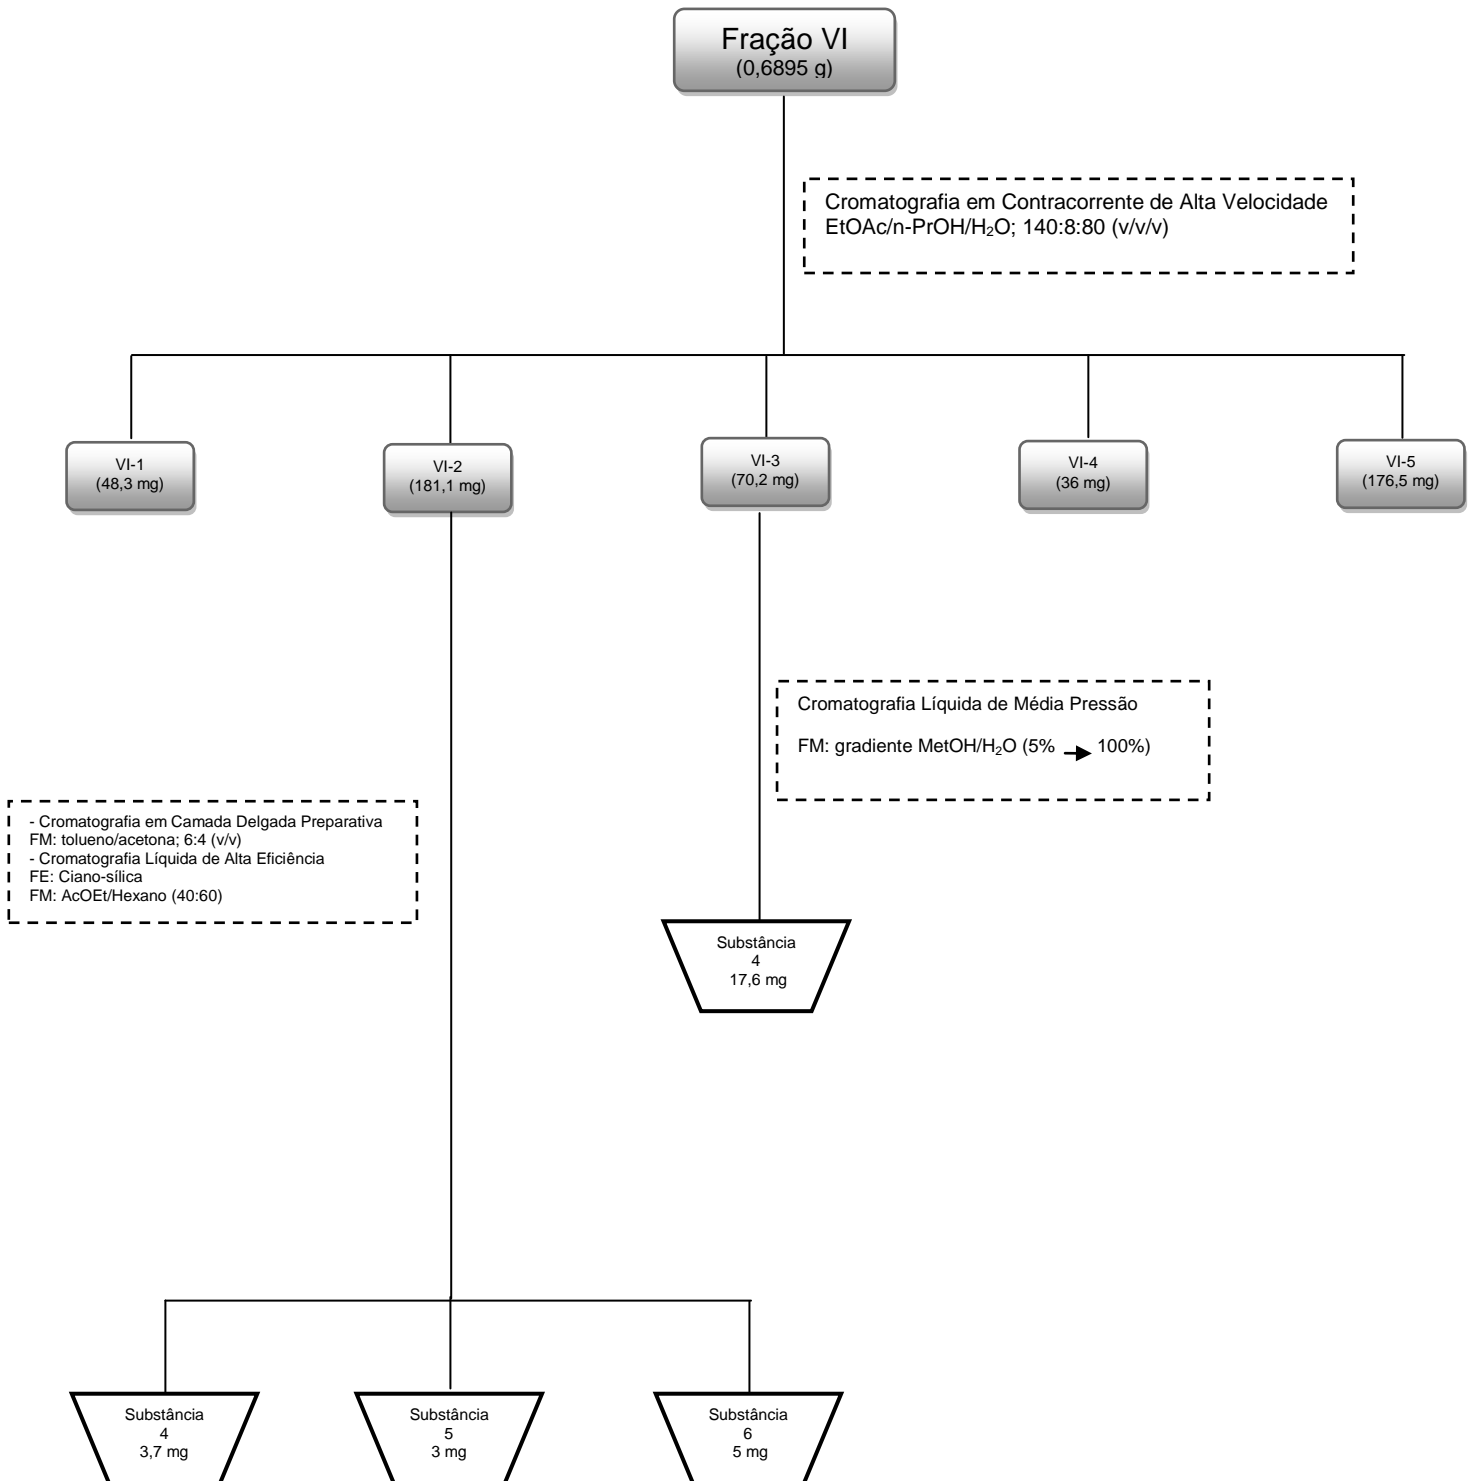 Fração VI
(0,6895 g)
Cromatografia em Contracorrente de Alta Velocidade
EtOAc/n-PrOH/H₂O; 140:8:80 (v/v/v)
VI-1
(48,3 mg)
VI-2
(181,1 mg)
VI-3
(70,2 mg)
VI-4
(36 mg)
VI-5
(176,5 mg)
Cromatografia Líquida de Média Pressão
FM: gradiente MetOH/H₂O (5% → 100%)
- Cromatografia em Camada Delgada Preparativa
FM: tolueno/acetona; 6:4 (v/v)
- Cromatografia Líquida de Alta Eficiência
FE: Ciano-sílica
FM: AcOEt/Hexano (40:60)
Substância
4
17,6 mg
Substância
4
3,7 mg
Substância
5
3 mg
Substância
6
5 mg